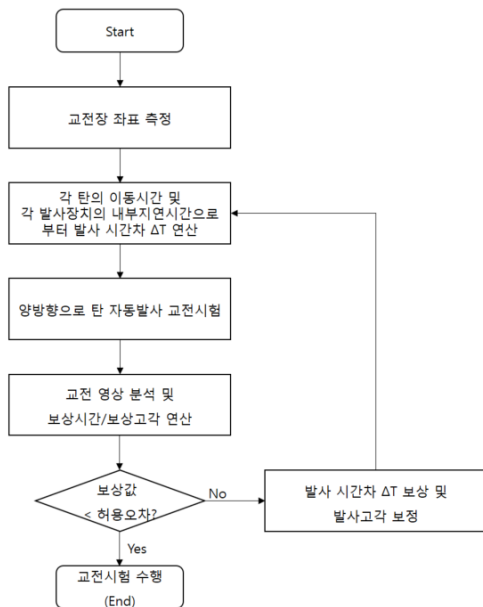 Start
교전장 좌표 측정
각 탄의 이동시간 및
각 발사장치의 내부지연시간으로
부터 발사 시간차 ΔT 연산
양방향으로 탄 자동발사 교전시험
교전 영상 분석 및
보상시간/보상고각 연산
보상값
< 허용오차?
No
발사 시간차 ΔT 보상 및
발사고각 보정
Yes
교전시험 수행
(End)